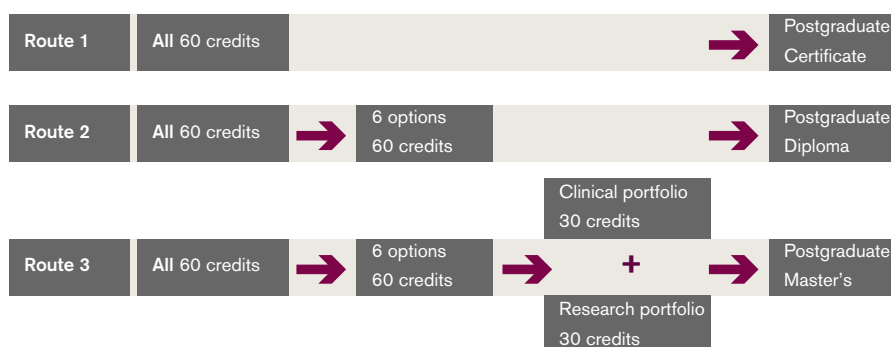 Route 1
All 60 credits
Postgraduate
Certificate
Route 2
All 60 credits
6 options
60 credits
Postgraduate
Diploma
Route 3
All 60 credits
6 options
60 credits
Clinical portfolio
30 credits
+
Research portfolio
30 credits
Postgraduate
Master's